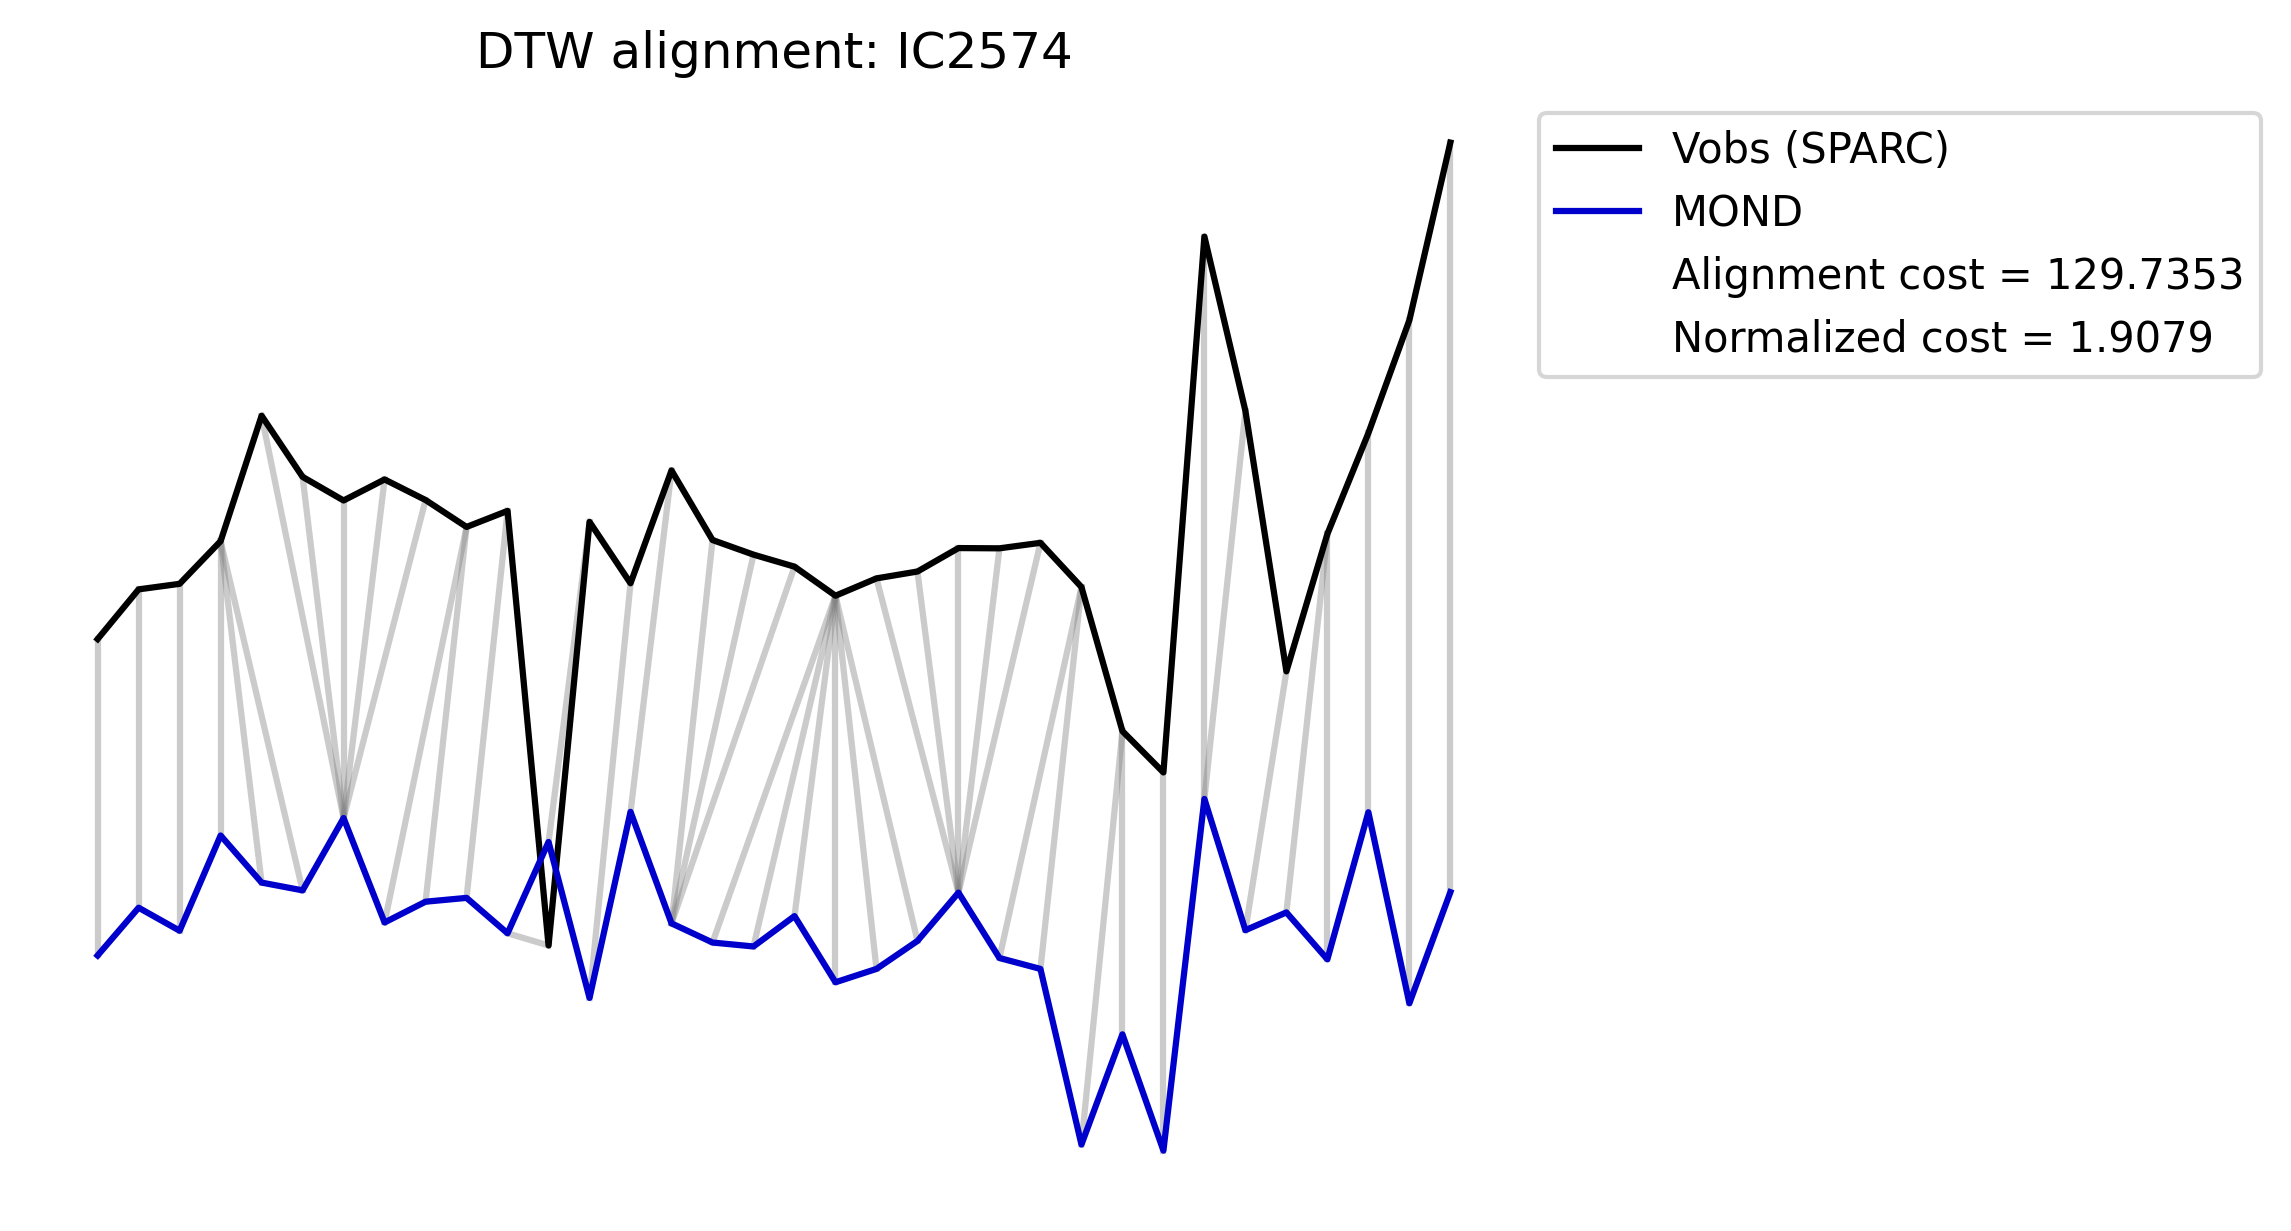 DTW alignment: IC2574
Vobs (SPARC)
MOND
Alignment cost = 129.7353
Normalized cost = 1.9079